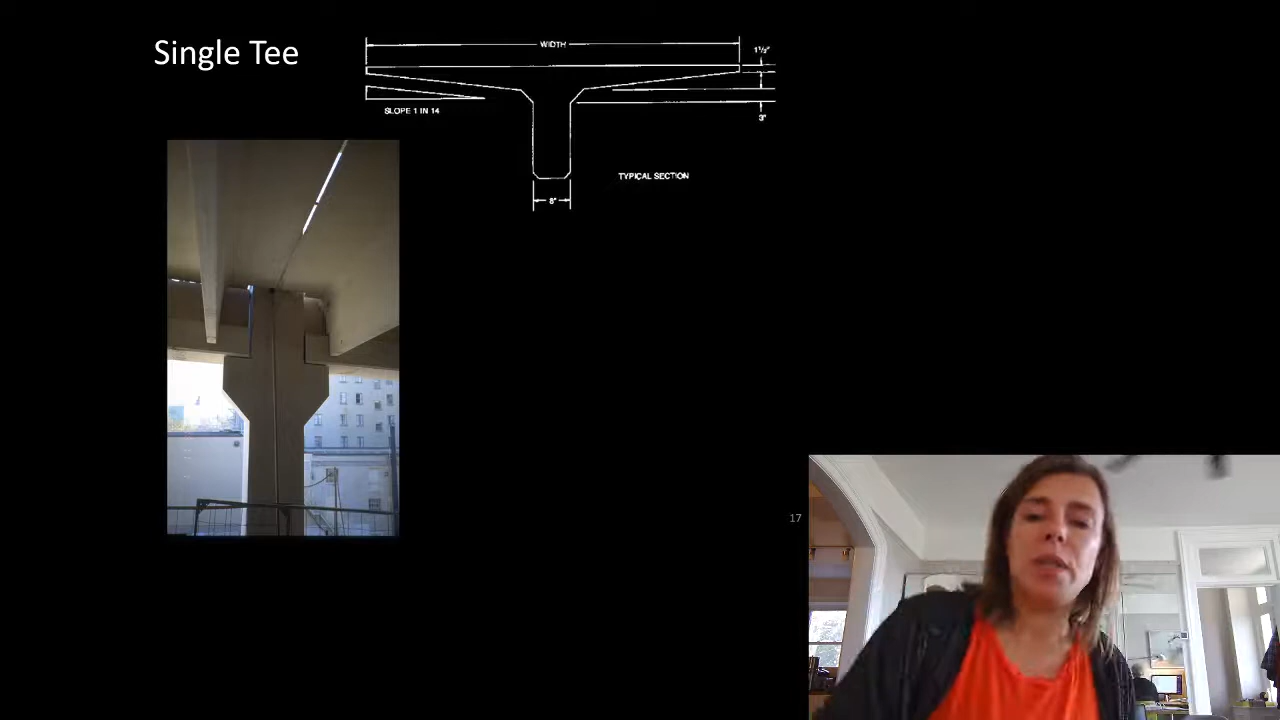 Single Tee
WIDTH
1½"
SLOPE 1 IN 14
3"
TYPICAL SECTION
8"
17